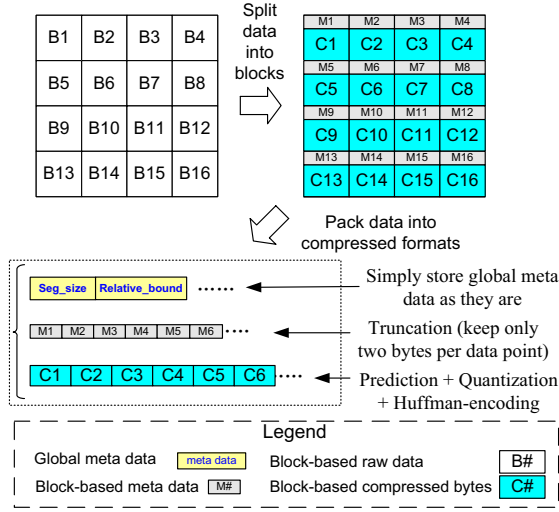 B1 B2 B3 B4
B5 B6 B7 B8
B9 B10 B11 B12
B13 B14 B15 B16
Split
data
into
blocks
M1 M2 M3 M4
C1 C2 C3 C4
M5 M6 M7 M8
C5 C6 C7 C8
M9 M10 M11 M12
C9 C10 C11 C12
M13 M14 M15 M16
C13 C14 C15 C16
Pack data into
compressed formats
Seg_size Relative_bound ······
Simply store global meta
data as they are
M1 M2 M3 M4 M5 M6 ····
Truncation (keep only
two bytes per data point)
C1 C2 C3 C4 C5 C6 ····
Prediction + Quantization
+ Huffman-encoding
Legend
Global meta data meta data Block-based raw data B#
Block-based meta data M# Block-based compressed bytes C#